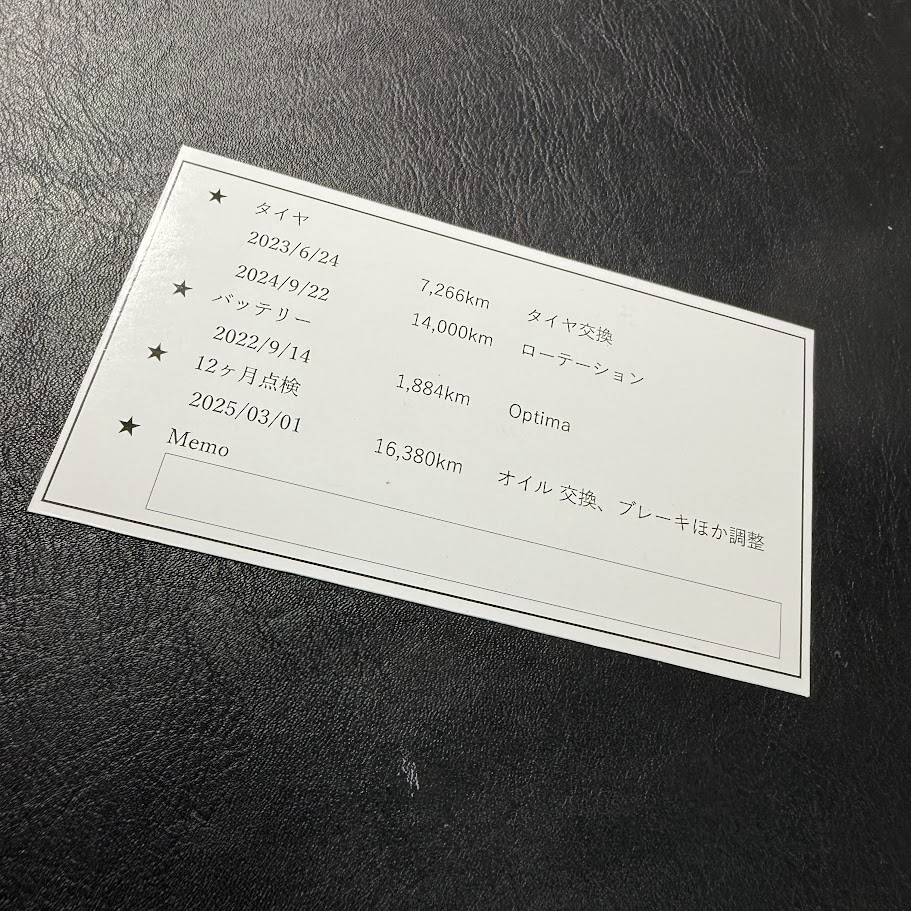 ★ タイヤ
2023/6/24 7,266km タイヤ交換
2024/9/22 14,000km ローテーション
★ バッテリー
2022/9/14 1,884km Optima
★ 12ヶ月点検
2025/03/01 16,380km オイル 交換、ブレーキほか調整
★ Memo